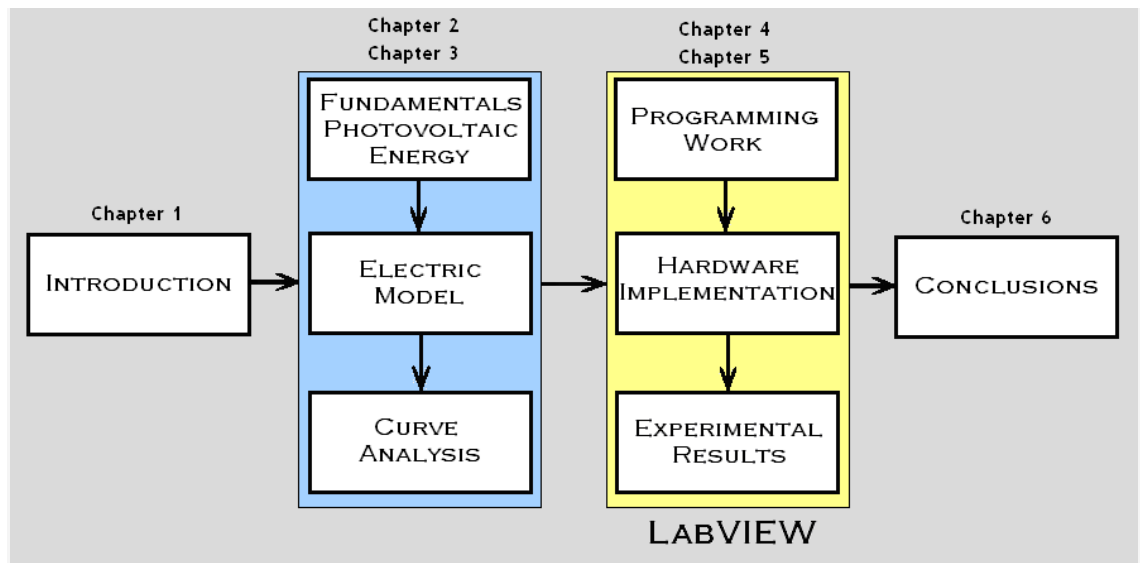 Chapter 1
INTRODUCTION
Chapter 2
Chapter 3
FUNDAMENTALS
PHOTOVOLTAIC
ENERGY
ELECTRIC
MODEL
CURVE
ANALYSIS
Chapter 4
Chapter 5
PROGRAMMING
WORK
HARDWARE
IMPLEMENTATION
EXPERIMENTAL
RESULTS
LABVIEW
Chapter 6
CONCLUSIONS